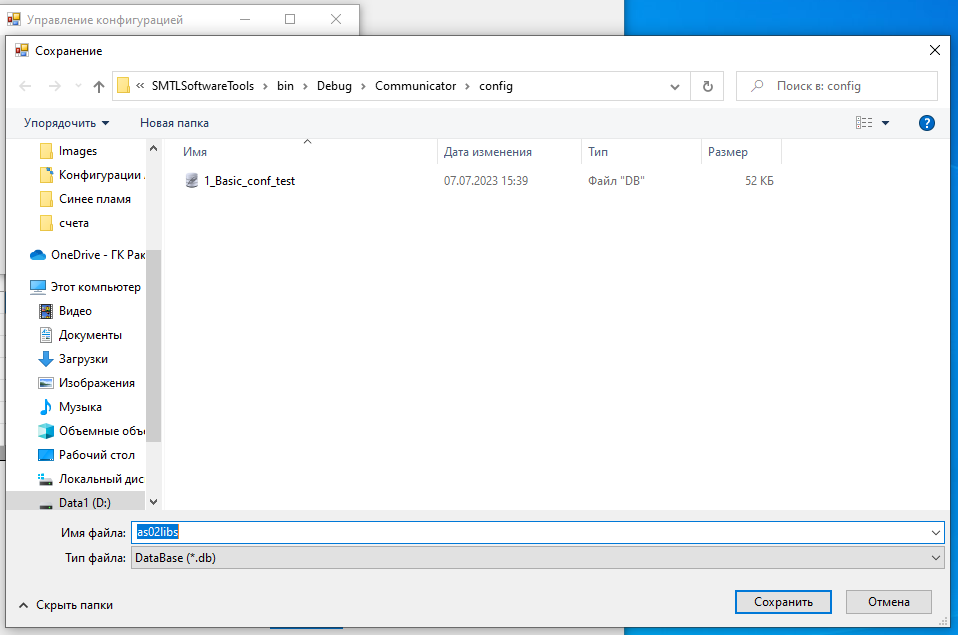 Управление конфигурацией
Сохранение
« SMTLSoftwareTools › bin › Debug › Communicator › config
Поиск в: config
Упорядочить
Новая папка
Images
Конфигурации
Синее пламя
счета
OneDrive - ГК Рак
Этот компьютер
Видео
Документы
Загрузки
Изображения
Музыка
Объемные объе
Рабочий стол
Локальный дис
Data1 (D:)
Имя Дата изменения Тип Размер
1_Basic_conf_test 07.07.2023 15:39 Файл "DB" 52 КБ
Имя файла: as02libs
Тип файла: DataBase (*.db)
Скрыть папки
Сохранить
Отмена